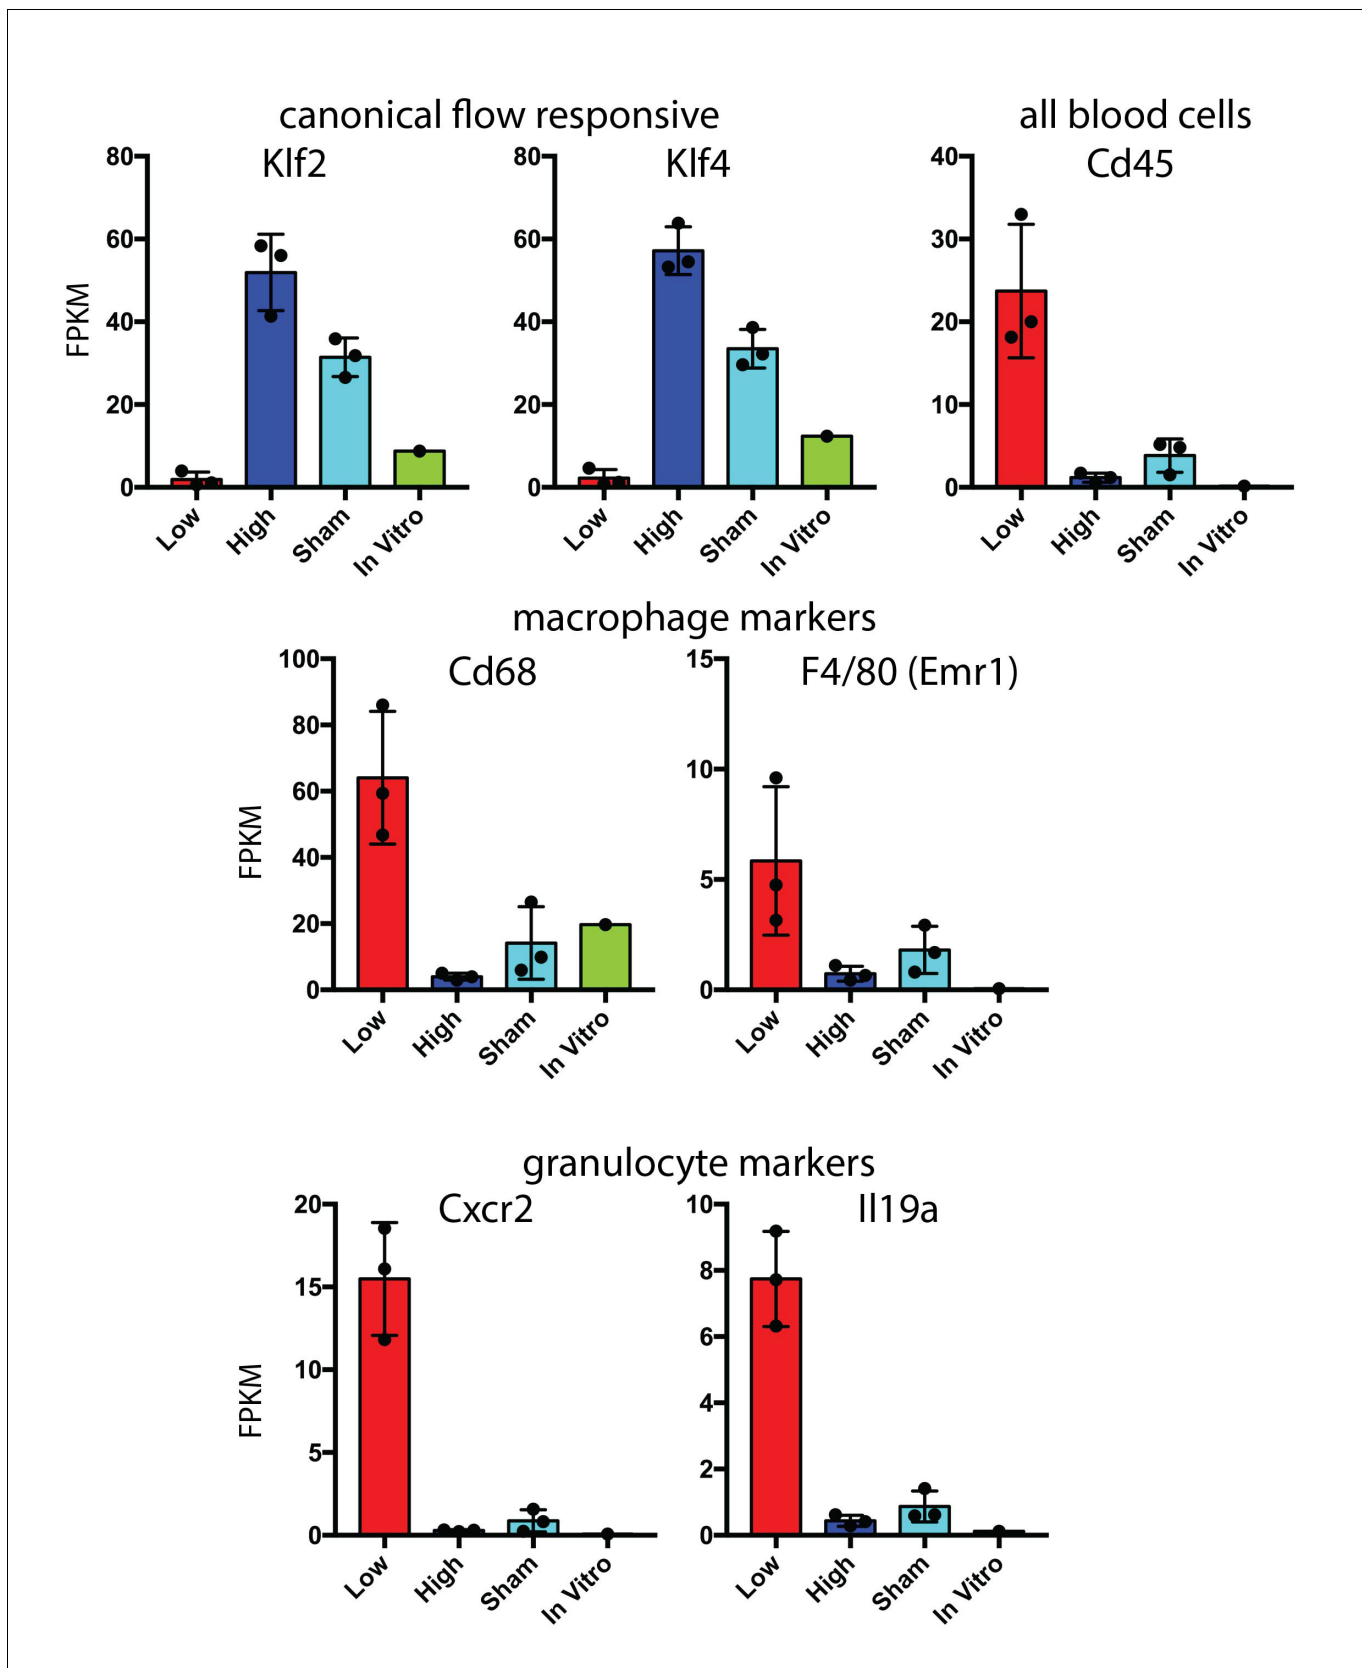 canonical flow responsive
all blood cells
Klf2
Klf4
Cd45
80
60
40
20
0
FPKM
Low
High
Sham
In Vitro
80
60
40
20
0
Low
High
Sham
In Vitro
40
30
20
10
0
Low
High
Sham
In Vitro
macrophage markers
Cd68
F4/80 (Emr1)
100
80
60
40
20
0
FPKM
Low
High
Sham
In Vitro
15
10
5
0
Low
High
Sham
In Vitro
granulocyte markers
Cxcr2
Il19a
20
15
10
5
0
FPKM
Low
High
Sham
In Vitro
10
8
6
4
2
0
Low
High
Sham
In Vitro